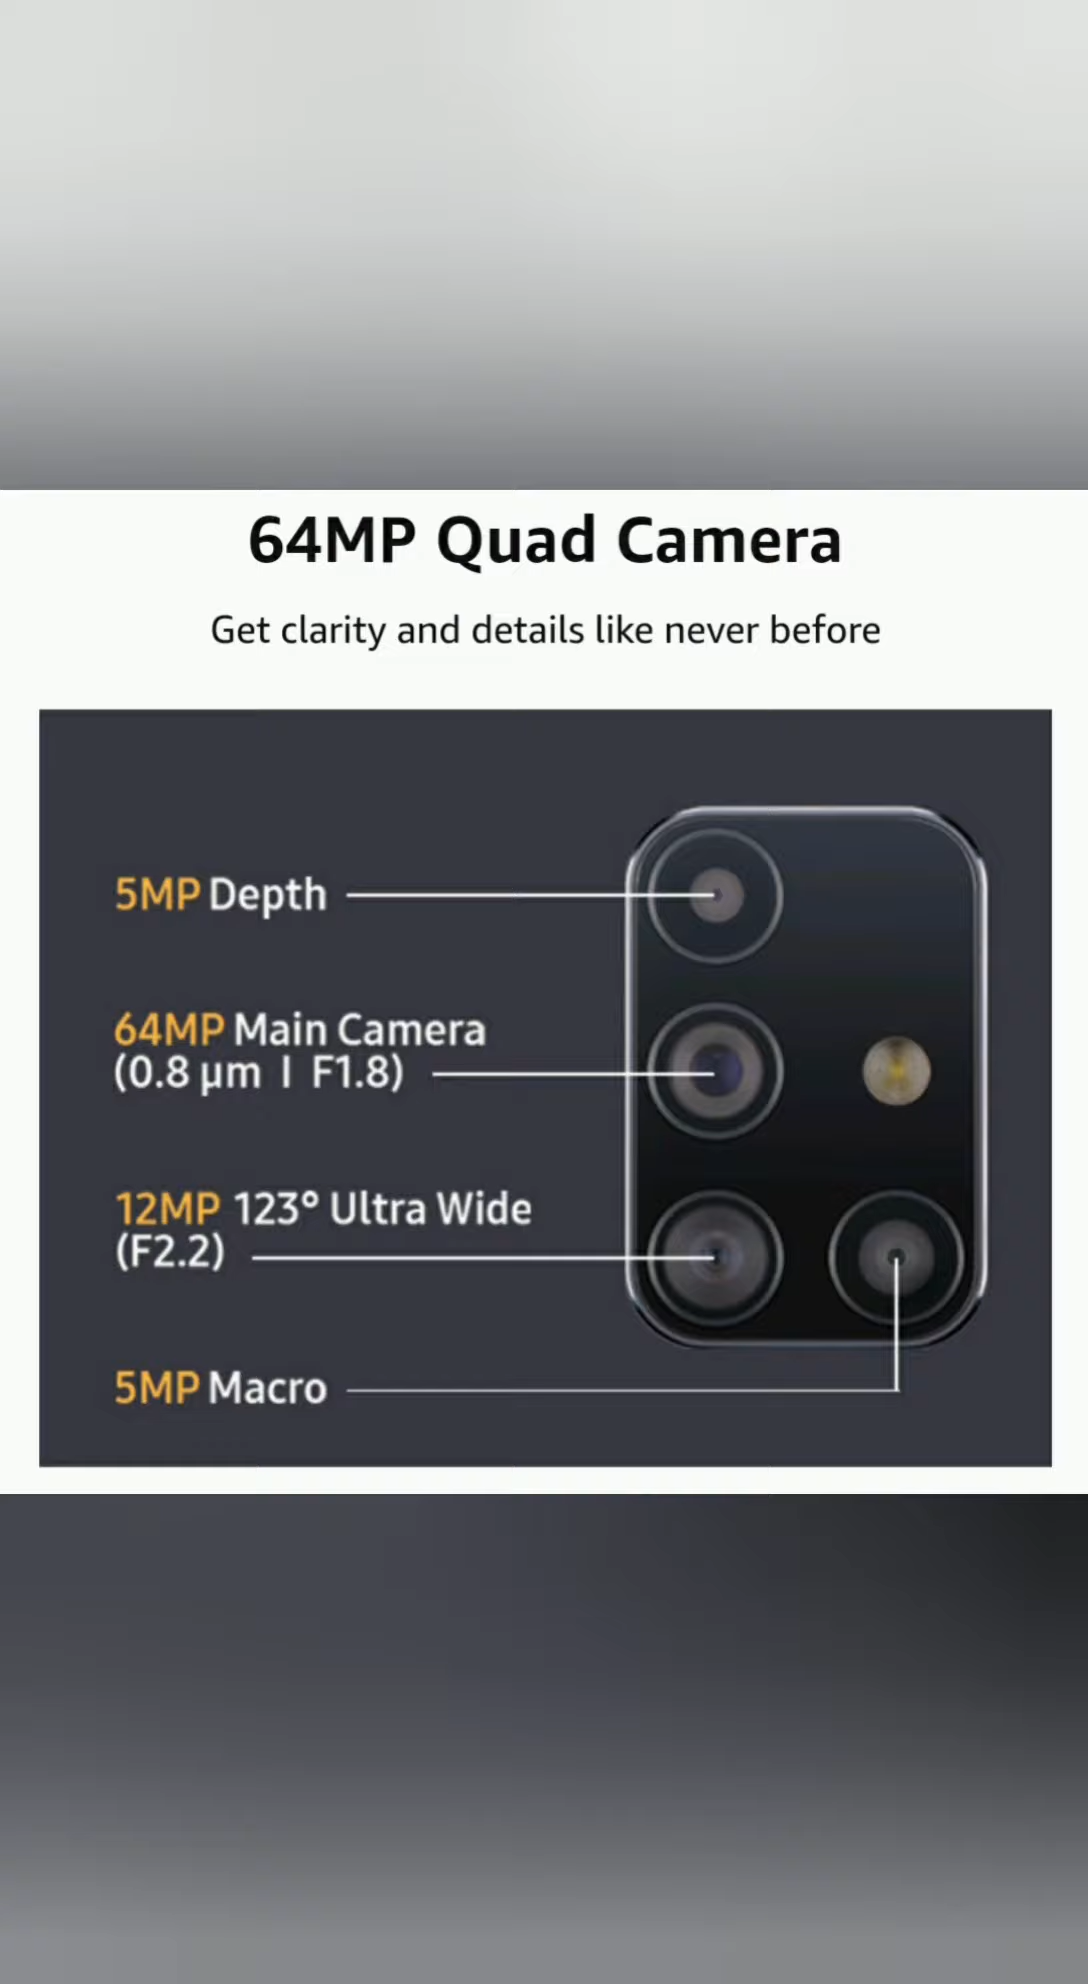 64MP Quad Camera
Get clarity and details like never before
5MP Depth
64MP Main Camera
(0.8 µm I F1.8)
12MP 123° Ultra Wide
(F2.2)
5MP Macro